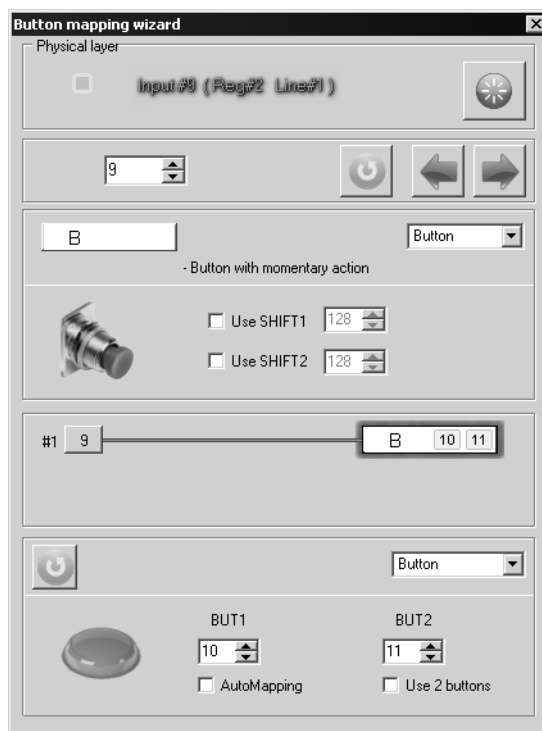 Button mapping wizard
Physical layer
Input #9 ( Reg#2 Line#1 )
9
B
Button
- Button with momentary action
Use SHIFT1 128
Use SHIFT2 128
#1 9 B 10 11
Button
BUT1 BUT2
10 11
AutoMapping Use 2 buttons